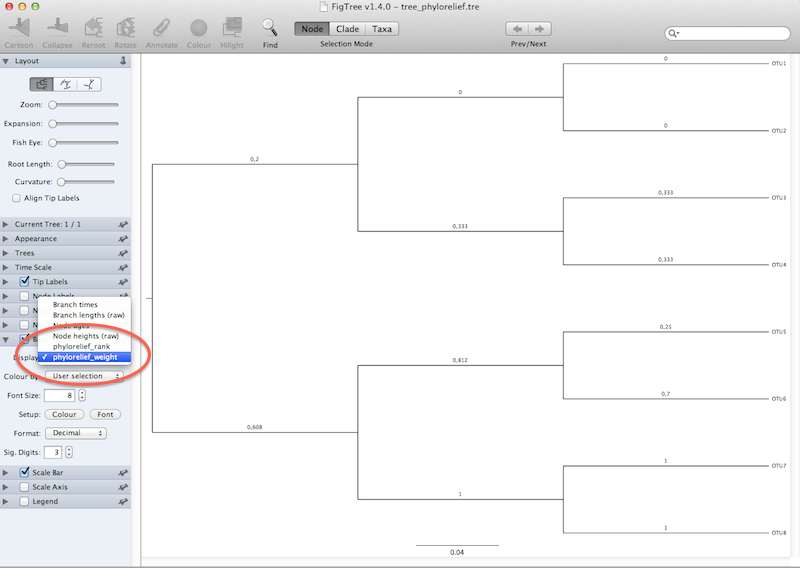 FigTree v1.4.0 – tree_phylorelief.tre
Cartoon Collapse Reroot Rotate Annotate Colour Hilight Find
Node Clade Taxa
Selection Mode
Prev/Next
Layout
Zoom:
Expansion:
Fish Eye:
Root Length:
Curvature:
Align Tip Labels
Current Tree: 1 / 1
Appearance
Trees
Time Scale
Tip Labels
Node Labels
Branch times
Branch lengths (raw)
Node ages
Node heights (raw)
phylorelief_rank
Display
phylorelief_weight
Colour by:
User selection
Font Size:
8
Setup:
Colour
Font
Format:
Decimal
Sig. Digits:
3
Scale Bar
Scale Axis
Legend
0
OTU1
0
0
OTU2
0,2
0,333
OTU3
0,333
0,333
OTU4
0,25
OTU5
0,812
0,7
OTU6
0,608
1
OTU7
1
1
OTU8
0.04